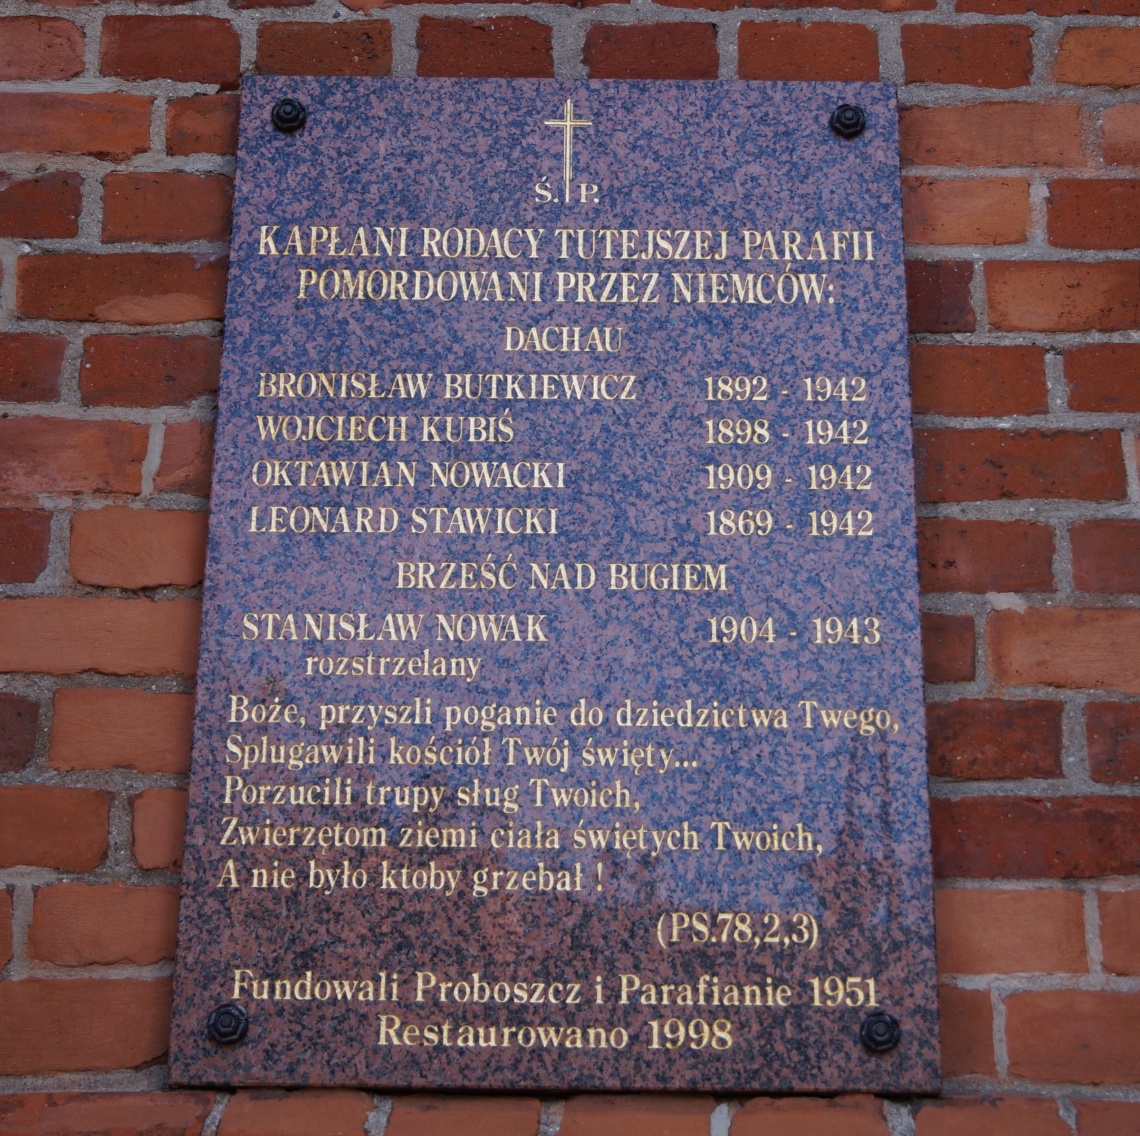 Ś. P.
KAPŁANI RODACY TUTEJSZEJ PARAFII
POMORDOWANI PRZEZ NIEMCÓW:
DACHAU
BRONISŁAW BUTKIEWICZ 1892 - 1942
WOJCIECH KUBIŚ 1898 - 1942
OKTAWIAN NOWACKI 1909 - 1942
LEONARD STAWICKI 1869 - 1942
BRZEŚĆ NAD BUGIEM
STANISŁAW NOWAK 1904 - 1943
rozstrzelany
Boże, przyszli poganie do dziedzictwa Twego,
Splugawili kościół Twój święty...
Porzucili trupy sług Twoich,
Zwierzętom ziemi ciała świętych Twoich,
A nie było ktoby grzebał !
(PS.78,2,3)
Fundowali Proboszcz i Parafianie 1951
Restaurowano 1998